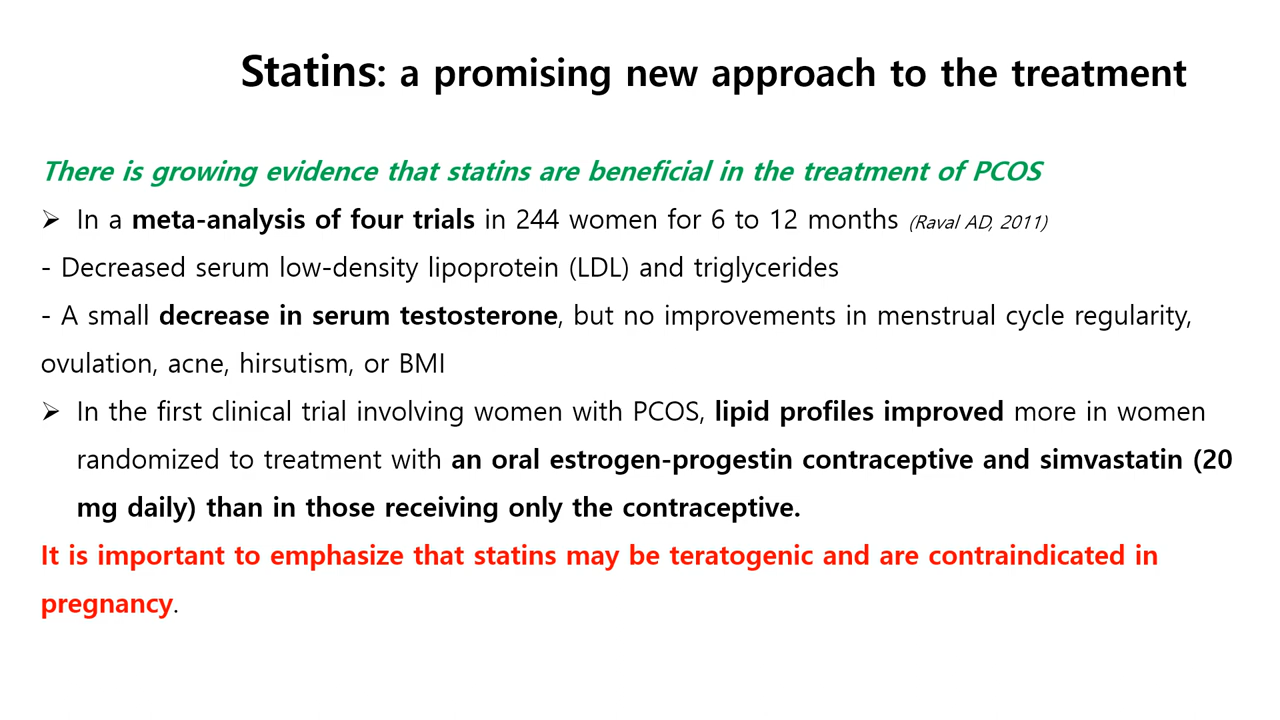 Statins: a promising new approach to the treatment
There is growing evidence that statins are beneficial in the treatment of PCOS
➢ In a meta-analysis of four trials in 244 women for 6 to 12 months (Raval AD, 2011)
- Decreased serum low-density lipoprotein (LDL) and triglycerides
- A small decrease in serum testosterone, but no improvements in menstrual cycle regularity,
ovulation, acne, hirsutism, or BMI
➢ In the first clinical trial involving women with PCOS, lipid profiles improved more in women
randomized to treatment with an oral estrogen-progestin contraceptive and simvastatin (20
mg daily) than in those receiving only the contraceptive.
It is important to emphasize that statins may be teratogenic and are contraindicated in
pregnancy.